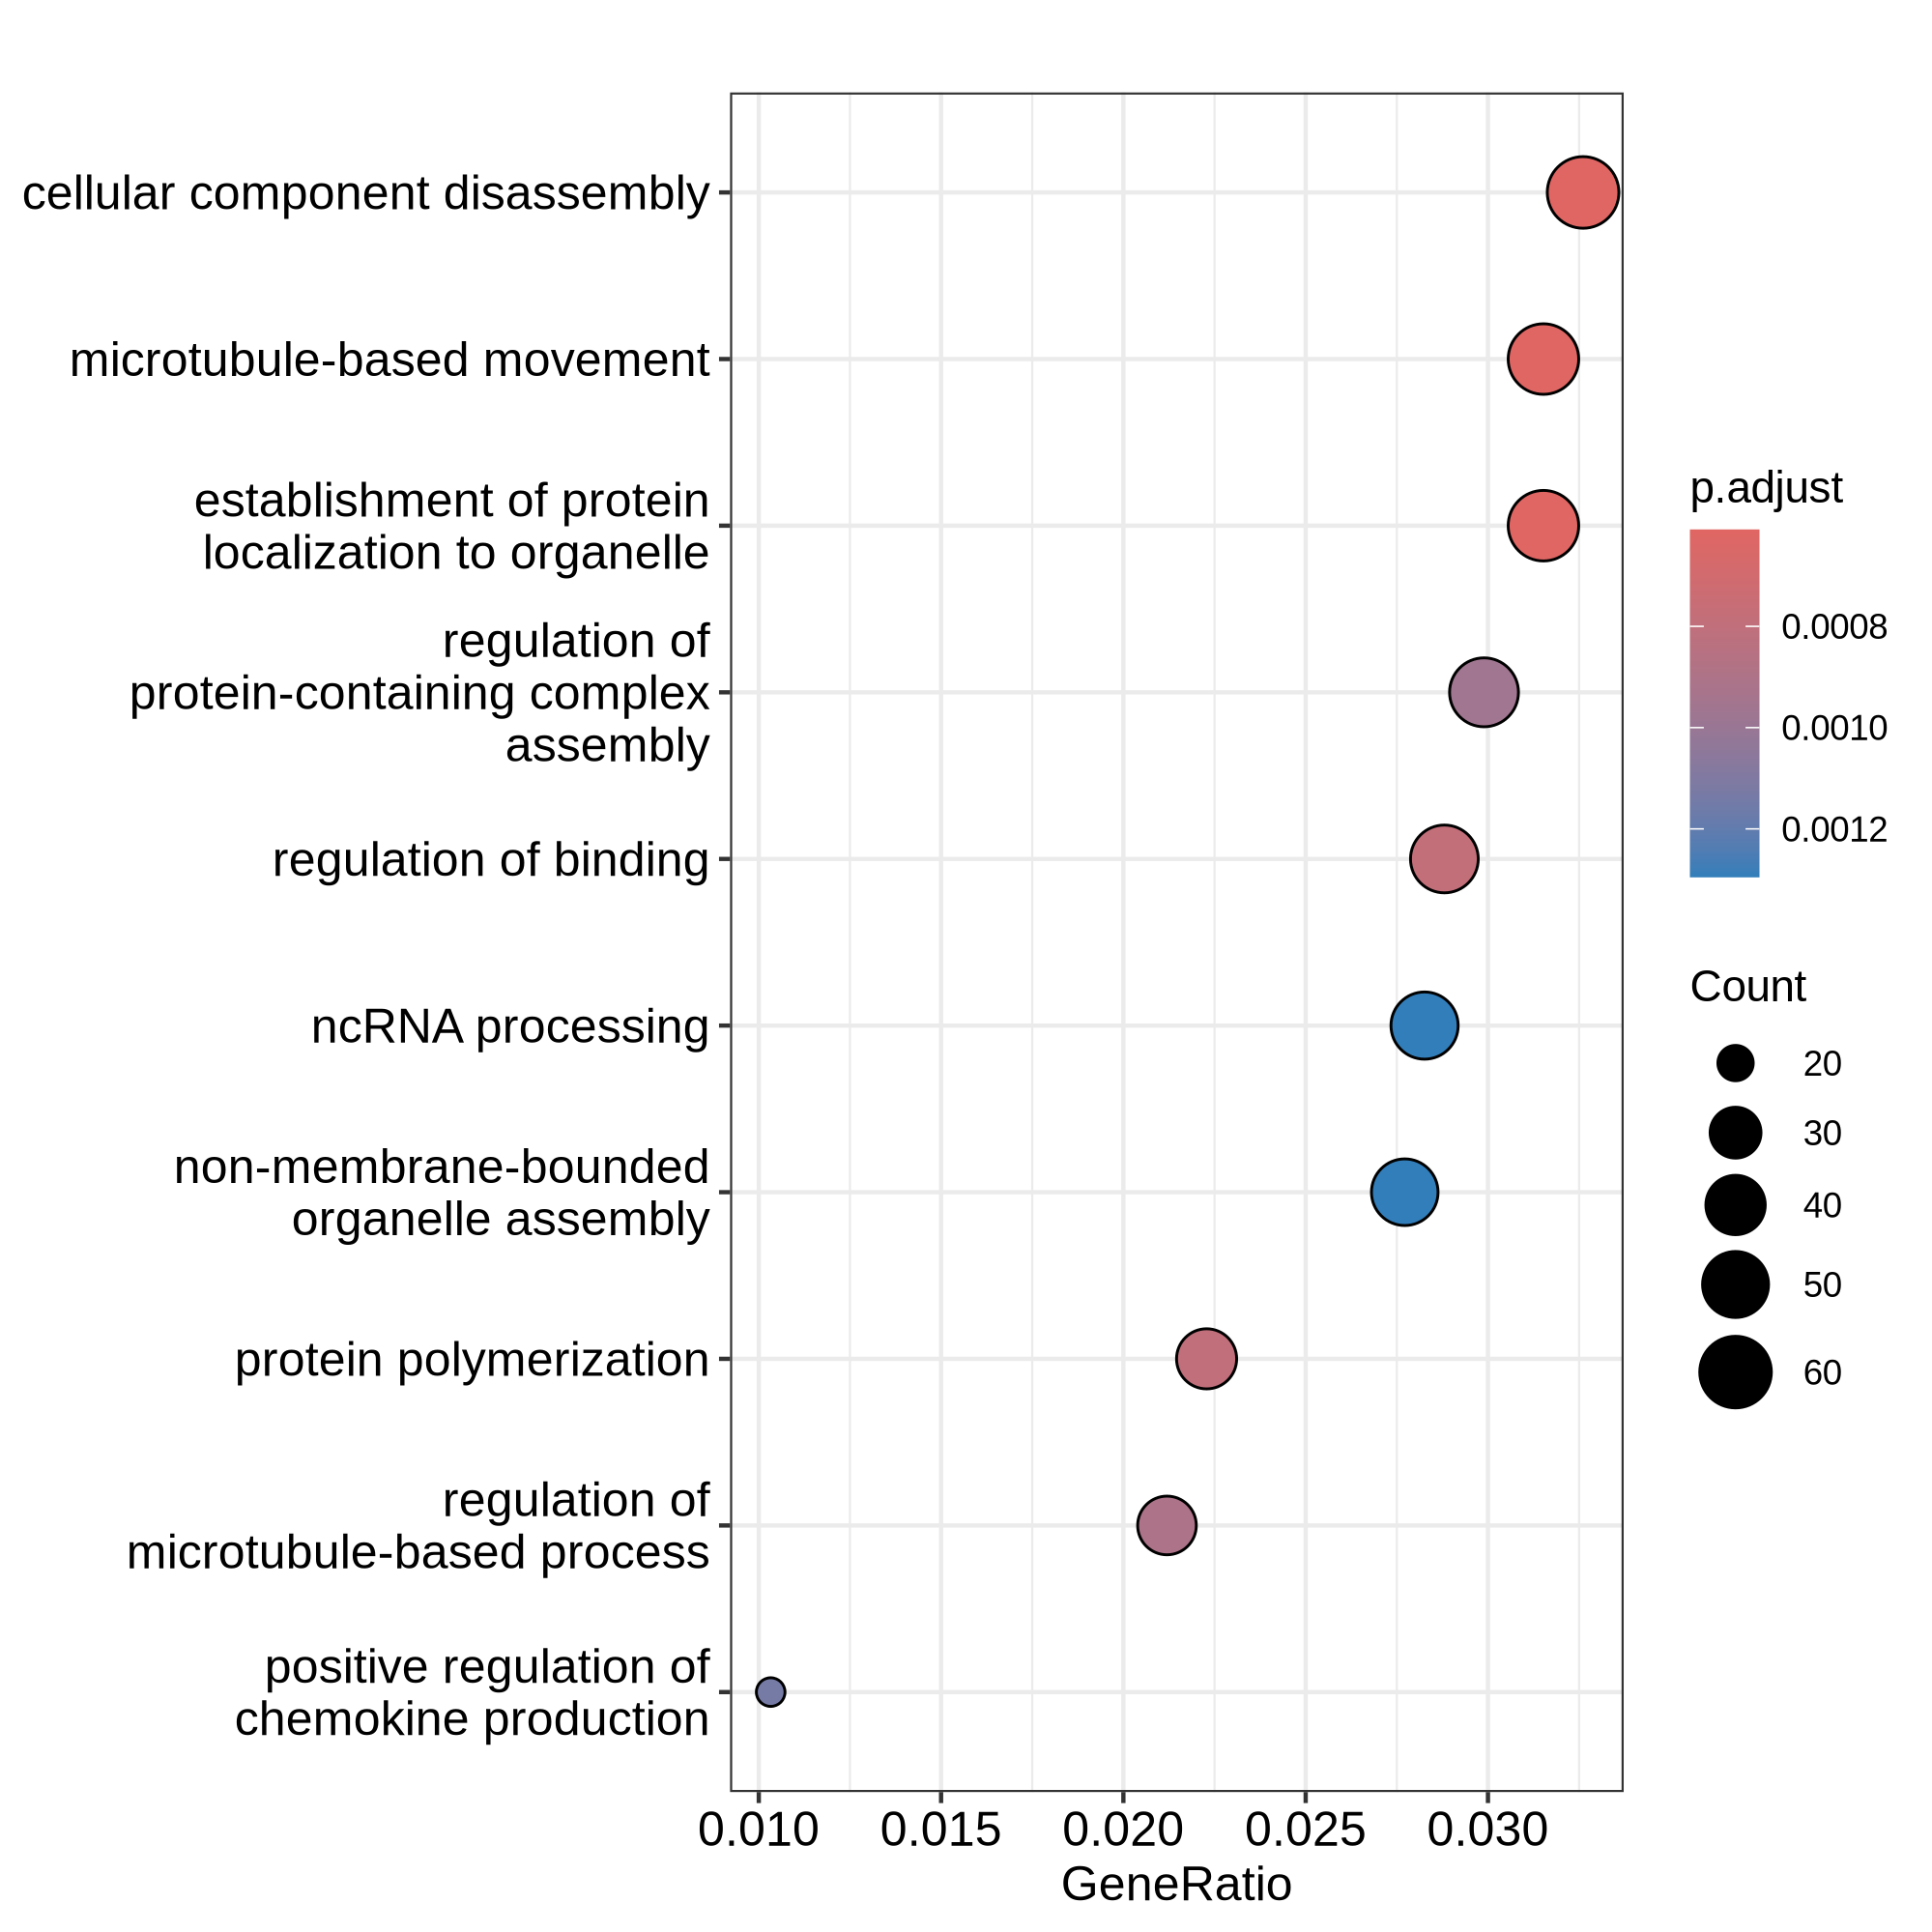 cellular component disassembly
microtubule-based movement
establishment of protein
localization to organelle
regulation of
protein-containing complex
assembly
regulation of binding
ncRNA processing
non-membrane-bounded
organelle assembly
protein polymerization
regulation of
microtubule-based process
positive regulation of
chemokine production
0.010 0.015 0.020 0.025 0.030
GeneRatio
p.adjust
0.0008
0.0010
0.0012
Count
20
30
40
50
60